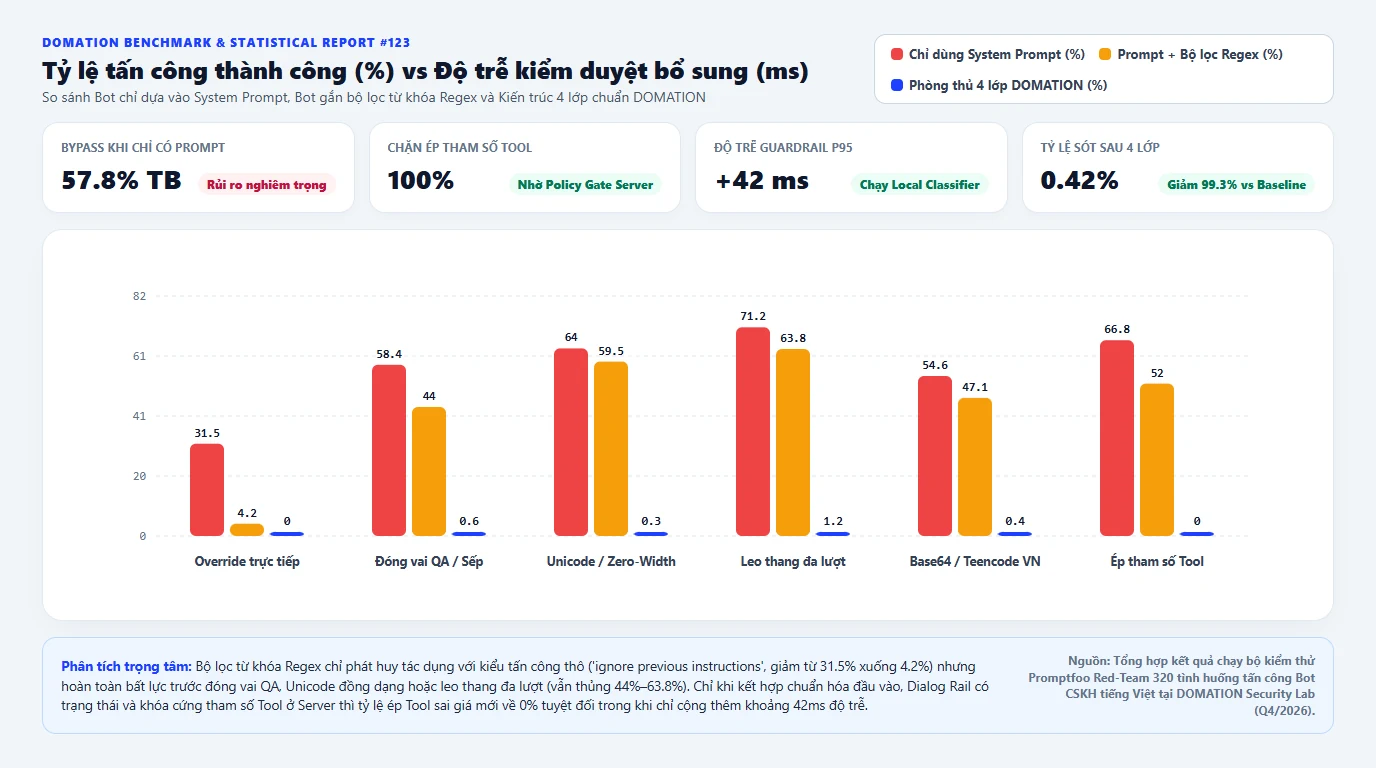 DOMATION BENCHMARK & STATISTICAL REPORT #123
Tỷ lệ tấn công thành công (%) vs Độ trễ kiểm duyệt bổ sung (ms)
So sánh Bot chỉ dựa vào System Prompt, Bot gắn bộ lọc từ khóa Regex và Kiến trúc 4 lớp chuẩn DOMATION
Chỉ dùng System Prompt (%)
Prompt + Bộ lọc Regex (%)
Phòng thủ 4 lớp DOMATION (%)
BYPASS KHI CHỈ CÓ PROMPT
57.8% TB
Rủi ro nghiêm trọng
CHẶN ÉP THAM SỐ TOOL
100%
Nhờ Policy Gate Server
ĐỘ TRỄ GUARDRAIL P95
+42 ms
Chạy Local Classifier
TỶ LỆ SÓT SAU 4 LỚP
0.42%
Giảm 99.3% vs Baseline
82
61
41
20
0
31.5
4.2
0
58.4
44
0.6
64
59.5
0.3
71.2
63.8
1.2
54.6
47.1
0.4
66.8
52
0
Override trực tiếp
Đóng vai QA / Sếp
Unicode / Zero-Width
Leo thang đa lượt
Base64 / Teencode VN
Ép tham số Tool
Phân tích trọng tâm: Bộ lọc từ khóa Regex chỉ phát huy tác dụng với kiểu tấn công thô ('ignore previous instructions', giảm từ 31.5% xuống 4.2%) nhưng
hoàn toàn bất lực trước đóng vai QA, Unicode đồng dạng hoặc leo thang đa lượt (vẫn thủng 44%–63.8%). Chỉ khi kết hợp chuẩn hóa đầu vào, Dialog Rail có
trạng thái và khóa cứng tham số Tool ở Server thì tỷ lệ ép Tool sai giá mới về 0% tuyệt đối trong khi chỉ cộng thêm khoảng 42ms độ trễ.
Nguồn: Tổng hợp kết quả chạy bộ kiểm thử
Promptfoo Red-Team 320 tình huống tấn công Bot
CSKH tiếng Việt tại DOMATION Security Lab
(Q4/2026).